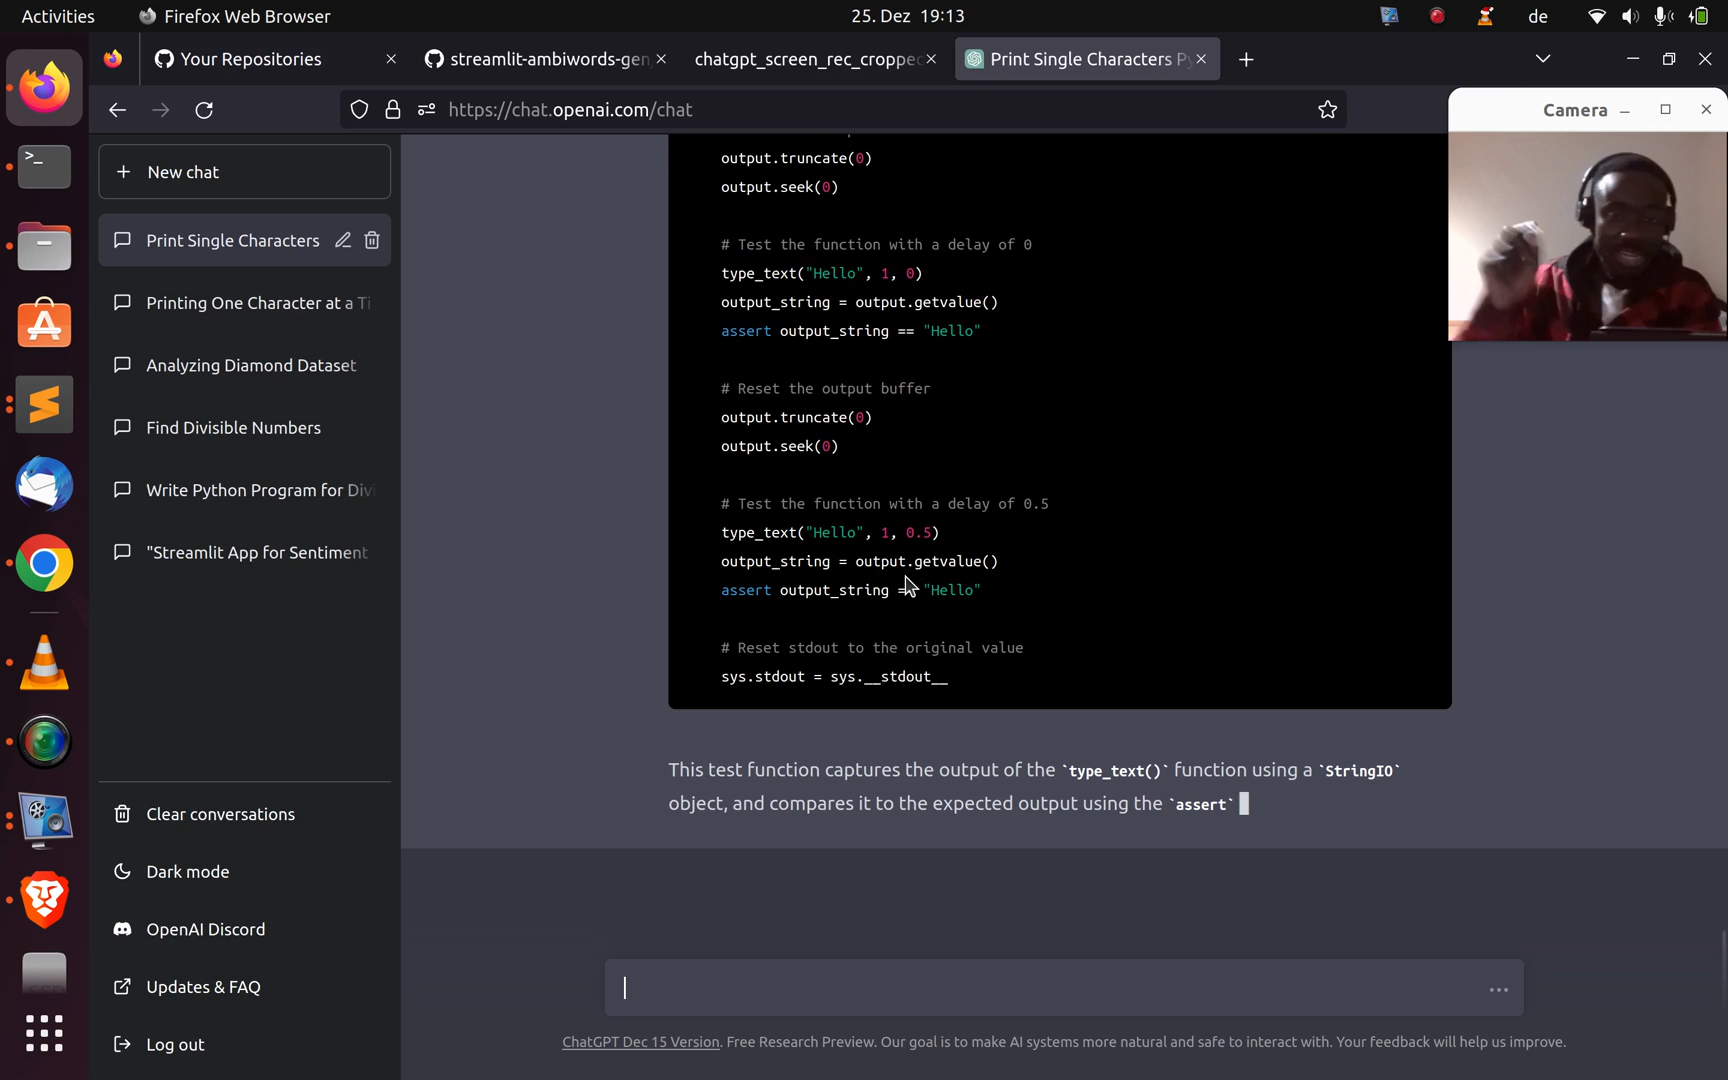 Activities
Firefox Web Browser
25. Dez 19:13
de
Your Repositories
streamlit-ambiwords-gen
chatgpt_screen_rec_cropped
Print Single Characters Py
https://chat.openai.com/chat
Camera
New chat
Print Single Characters
Printing One Character at a Ti
Analyzing Diamond Dataset
Find Divisible Numbers
Write Python Program for Divi
"Streamlit App for Sentiment
Clear conversations
Dark mode
OpenAI Discord
Updates & FAQ
Log out
output.truncate(0)
output.seek(0)
# Test the function with a delay of 0
type_text("Hello", 1, 0)
output_string = output.getvalue()
assert output_string == "Hello"
# Reset the output buffer
output.truncate(0)
output.seek(0)
# Test the function with a delay of 0.5
type_text("Hello", 1, 0.5)
output_string = output.getvalue()
assert output_string == "Hello"
# Reset stdout to the original value
sys.stdout = sys.__stdout__
This test function captures the output of the `type_text()` function using a `StringIO`
object, and compares it to the expected output using the `assert`
ChatGPT Dec 15 Version. Free Research Preview. Our goal is to make AI systems more natural and safe to interact with. Your feedback will help us improve.